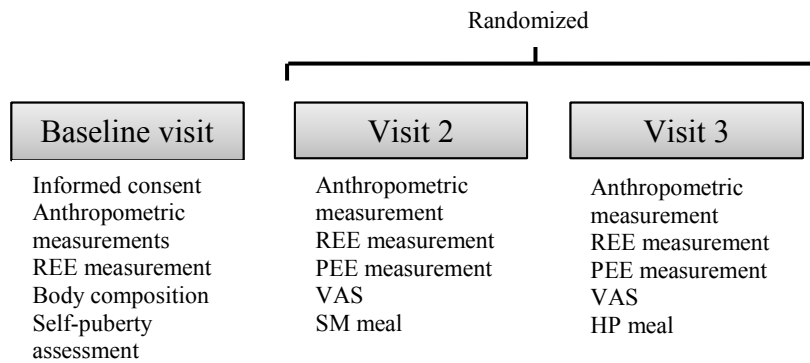 Randomized
Baseline visit
Informed consent
Anthropometric
measurements
REE measurement
Body composition
Self-puberty
assessment
Visit 2
Anthropometric
measurement
REE measurement
PEE measurement
VAS
SM meal
Visit 3
Anthropometric
measurement
REE measurement
PEE measurement
VAS
HP meal